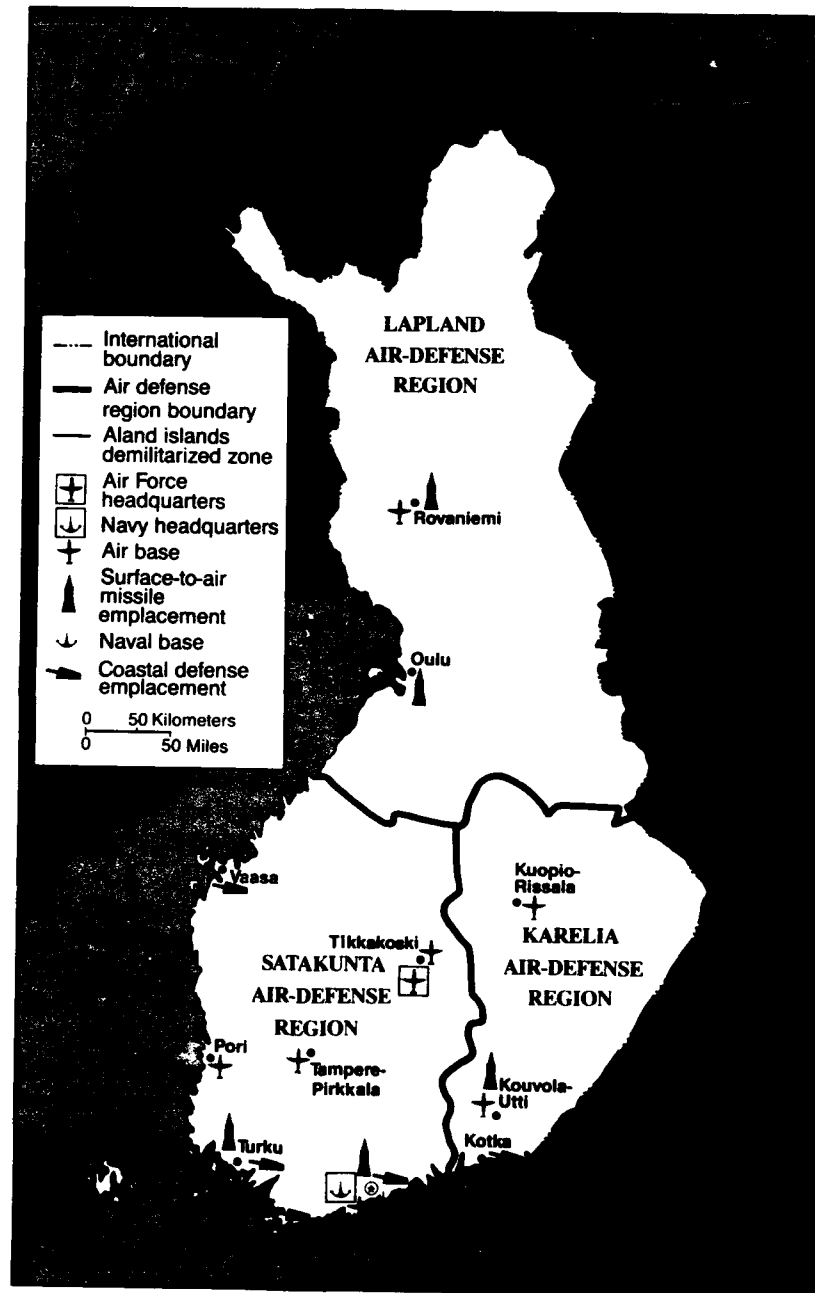 LAPLAND
AIR-DEFENSE
REGION
International
boundary
Air defense
region boundary
Aland islands
demilitarized zone
Air Force
headquarters
Navy headquarters
Air base
Surface-to-air
missile
emplacement
Naval base
Coastal defense
emplacement
0 50 Kilometers
0 50 Miles
Rovaniemi
Oulu
Vaasa
Kuopio-
Rissala
Tikkakoski
SATAKUNTA
AIR-DEFENSE
REGION
KARELIA
AIR-DEFENSE
REGION
Pori
Tampere-
Pirkkala
Kouvola-
Utti
Turku
Kotka